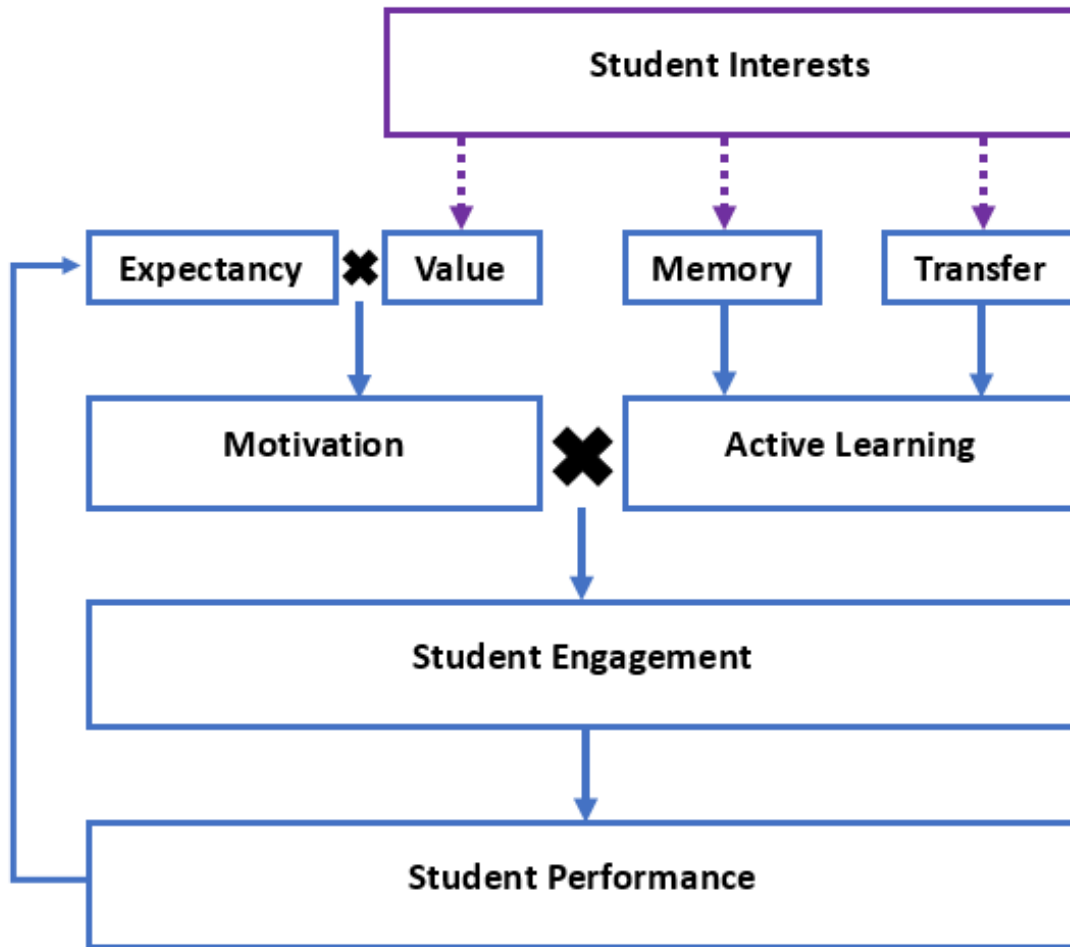 Student Interests
Expectancy
Value
Memory
Transfer
Motivation
Active Learning
Student Engagement
Student Performance